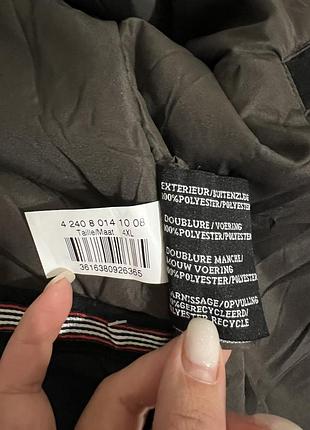 4 240 8 014 10 08
Taille/Maat 4XL
3616380926365
EXTERIEUR/BUITENZIJDE
100%POLYESTER/POLYESTER
DOUBLURE/VOERING
100%POLYESTER/POLYESTER
DOUBLURE MANCHE/
MOUW VOERING
100%POLYESTER/POLYESTER
GARNISSAGE/OPVULLING
GERECYCLEERD/
POLYESTER RECYCLE